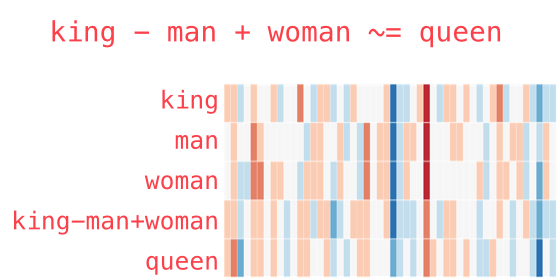 king − man + woman ~= queen
king
man
woman
king-man+woman
queen